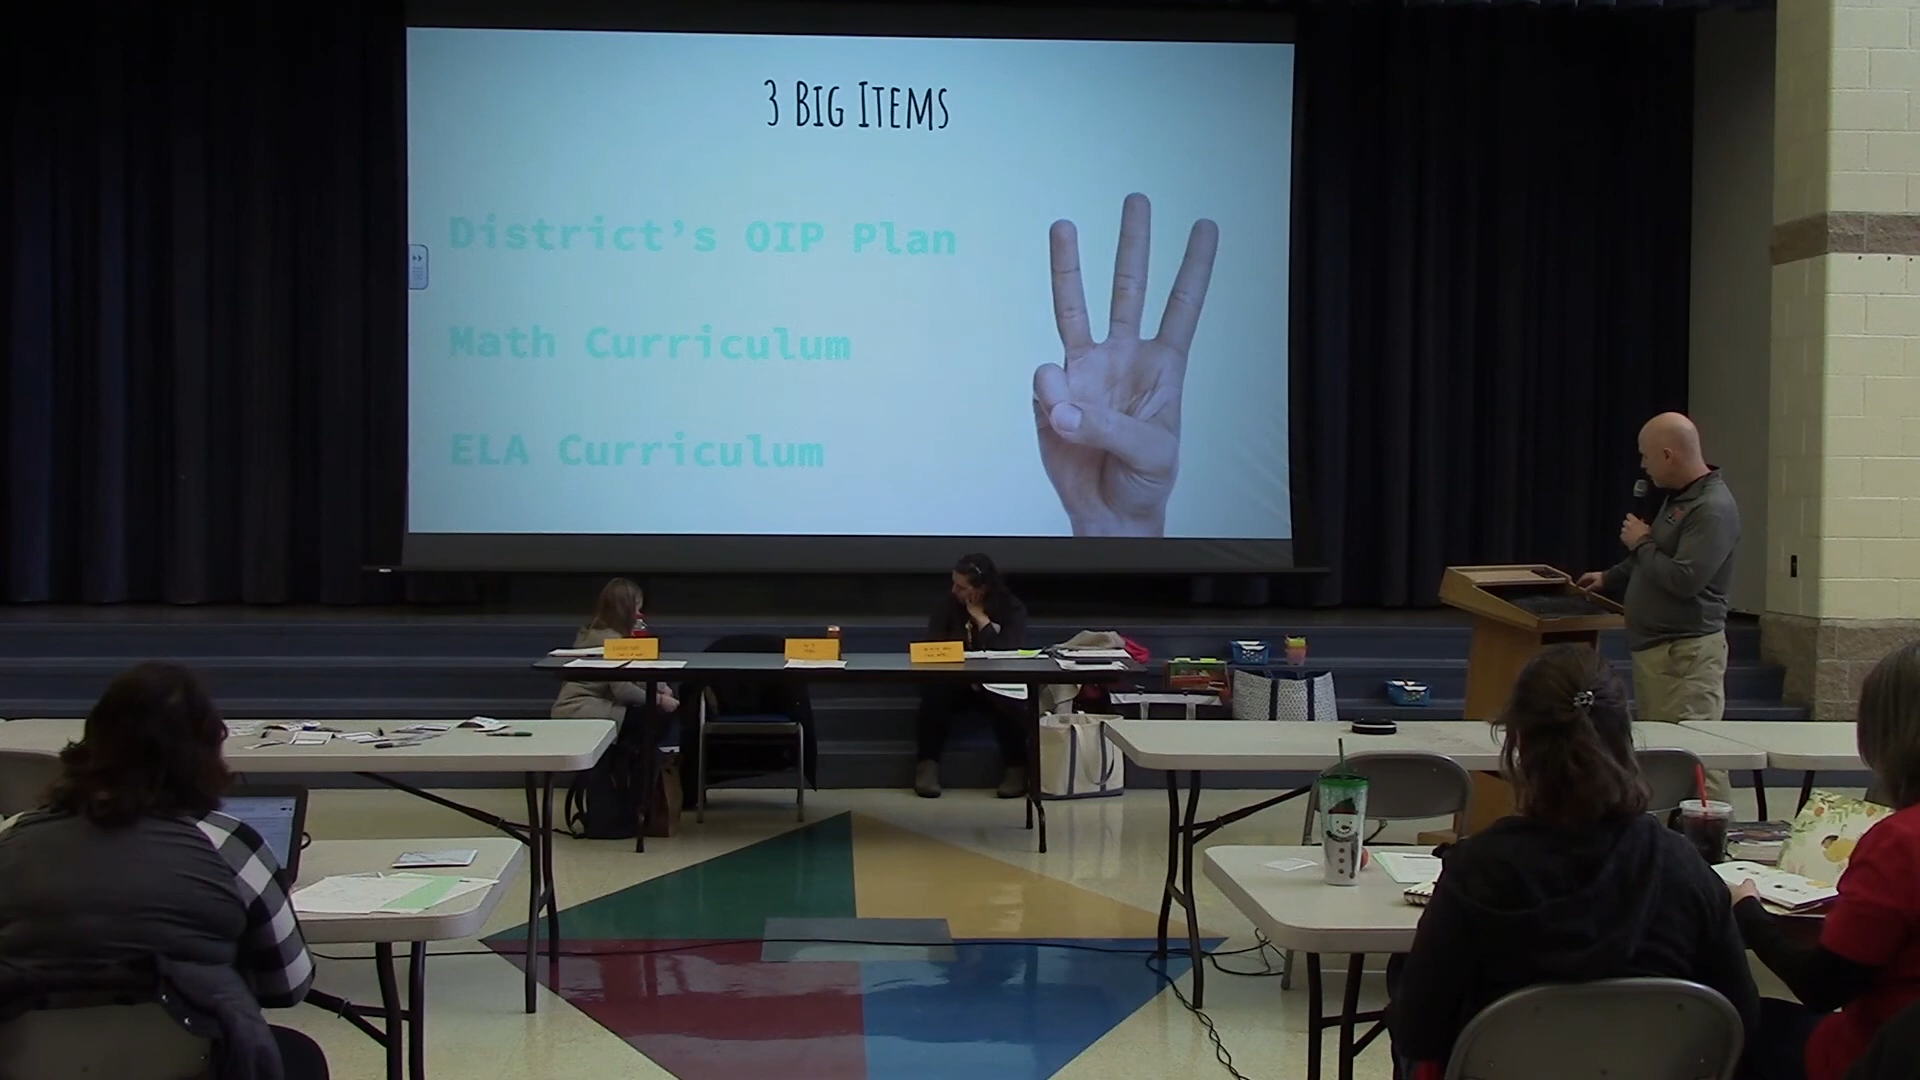 3 Big Items
District's OIP Plan
Math Curriculum
ELA Curriculum